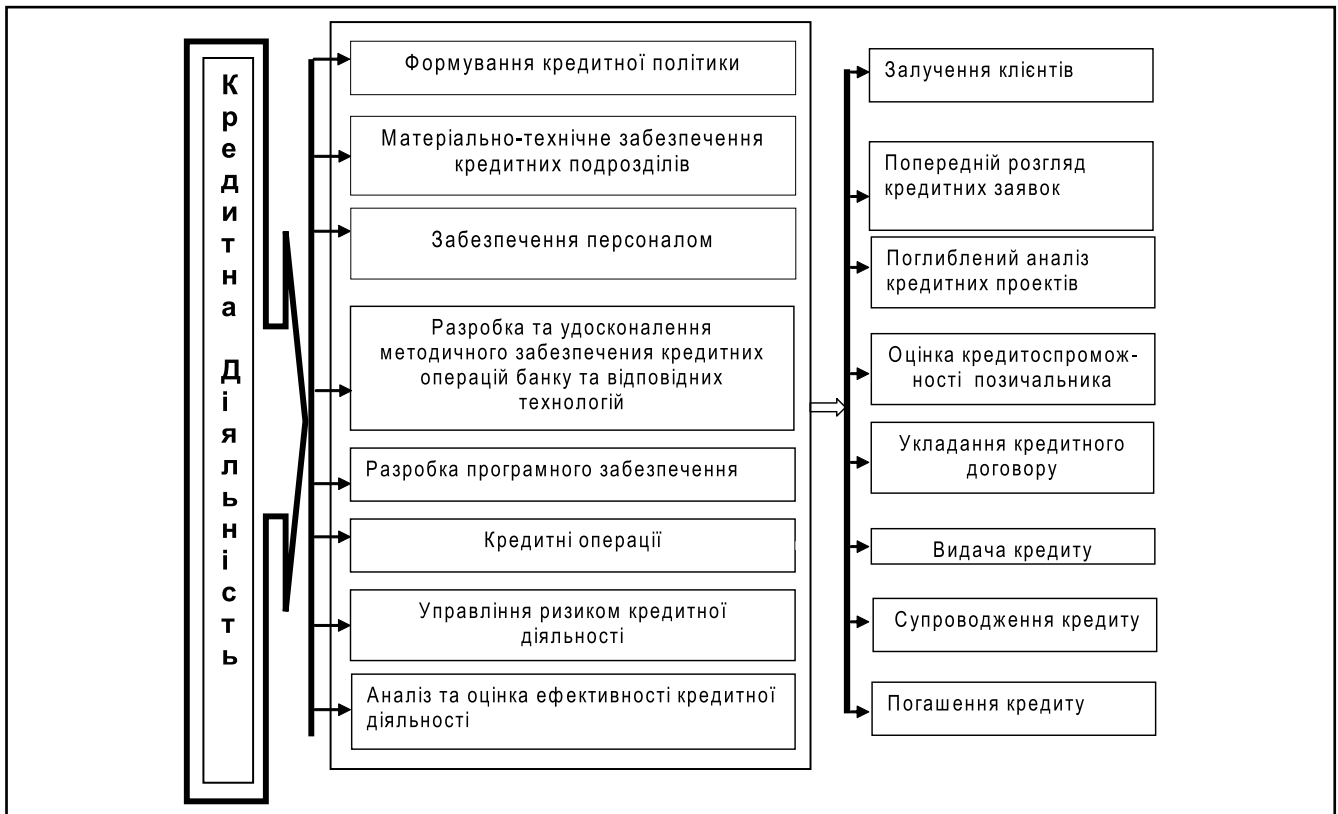 Кредитна Діяльність
Формування кредитної політики
Матеріально-технічне забезпечення
кредитних подрозділів
Забезпечення персоналом
Разробка та удосконалення
методичного забезпечения кредитних
операцій банку та відповідних
технологій
Разробка програмного забезпечення
Кредитні операції
Управління ризиком кредитної
діяльності
Аналіз та оцінка ефективності кредитної
діяльності
Залучення клієнтів
Попередній розгляд
кредитних заявок
Поглиблений аналіз
кредитних проектів
Оцінка кредитоспромож-
ності позичальника
Укладання кредитного
договору
Видача кредиту
Супроводження кредиту
Погашення кредиту